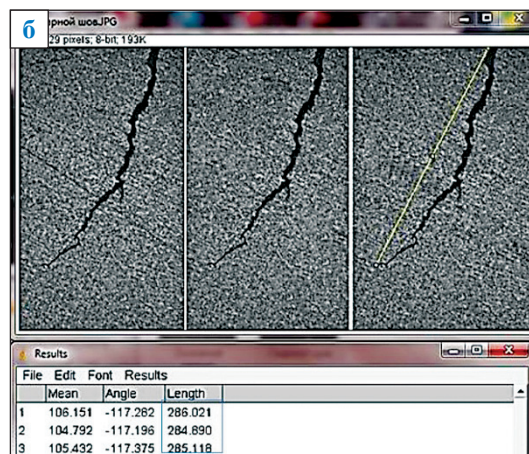 б
рной шов.JPG
29 pixels; 8-bit; 193K
Results
File Edit Font Results
Mean Angle Length
1 106.151 -117.282 286.021
2 104.792 -117.196 284.890
3 105.432 -117.375 285.118